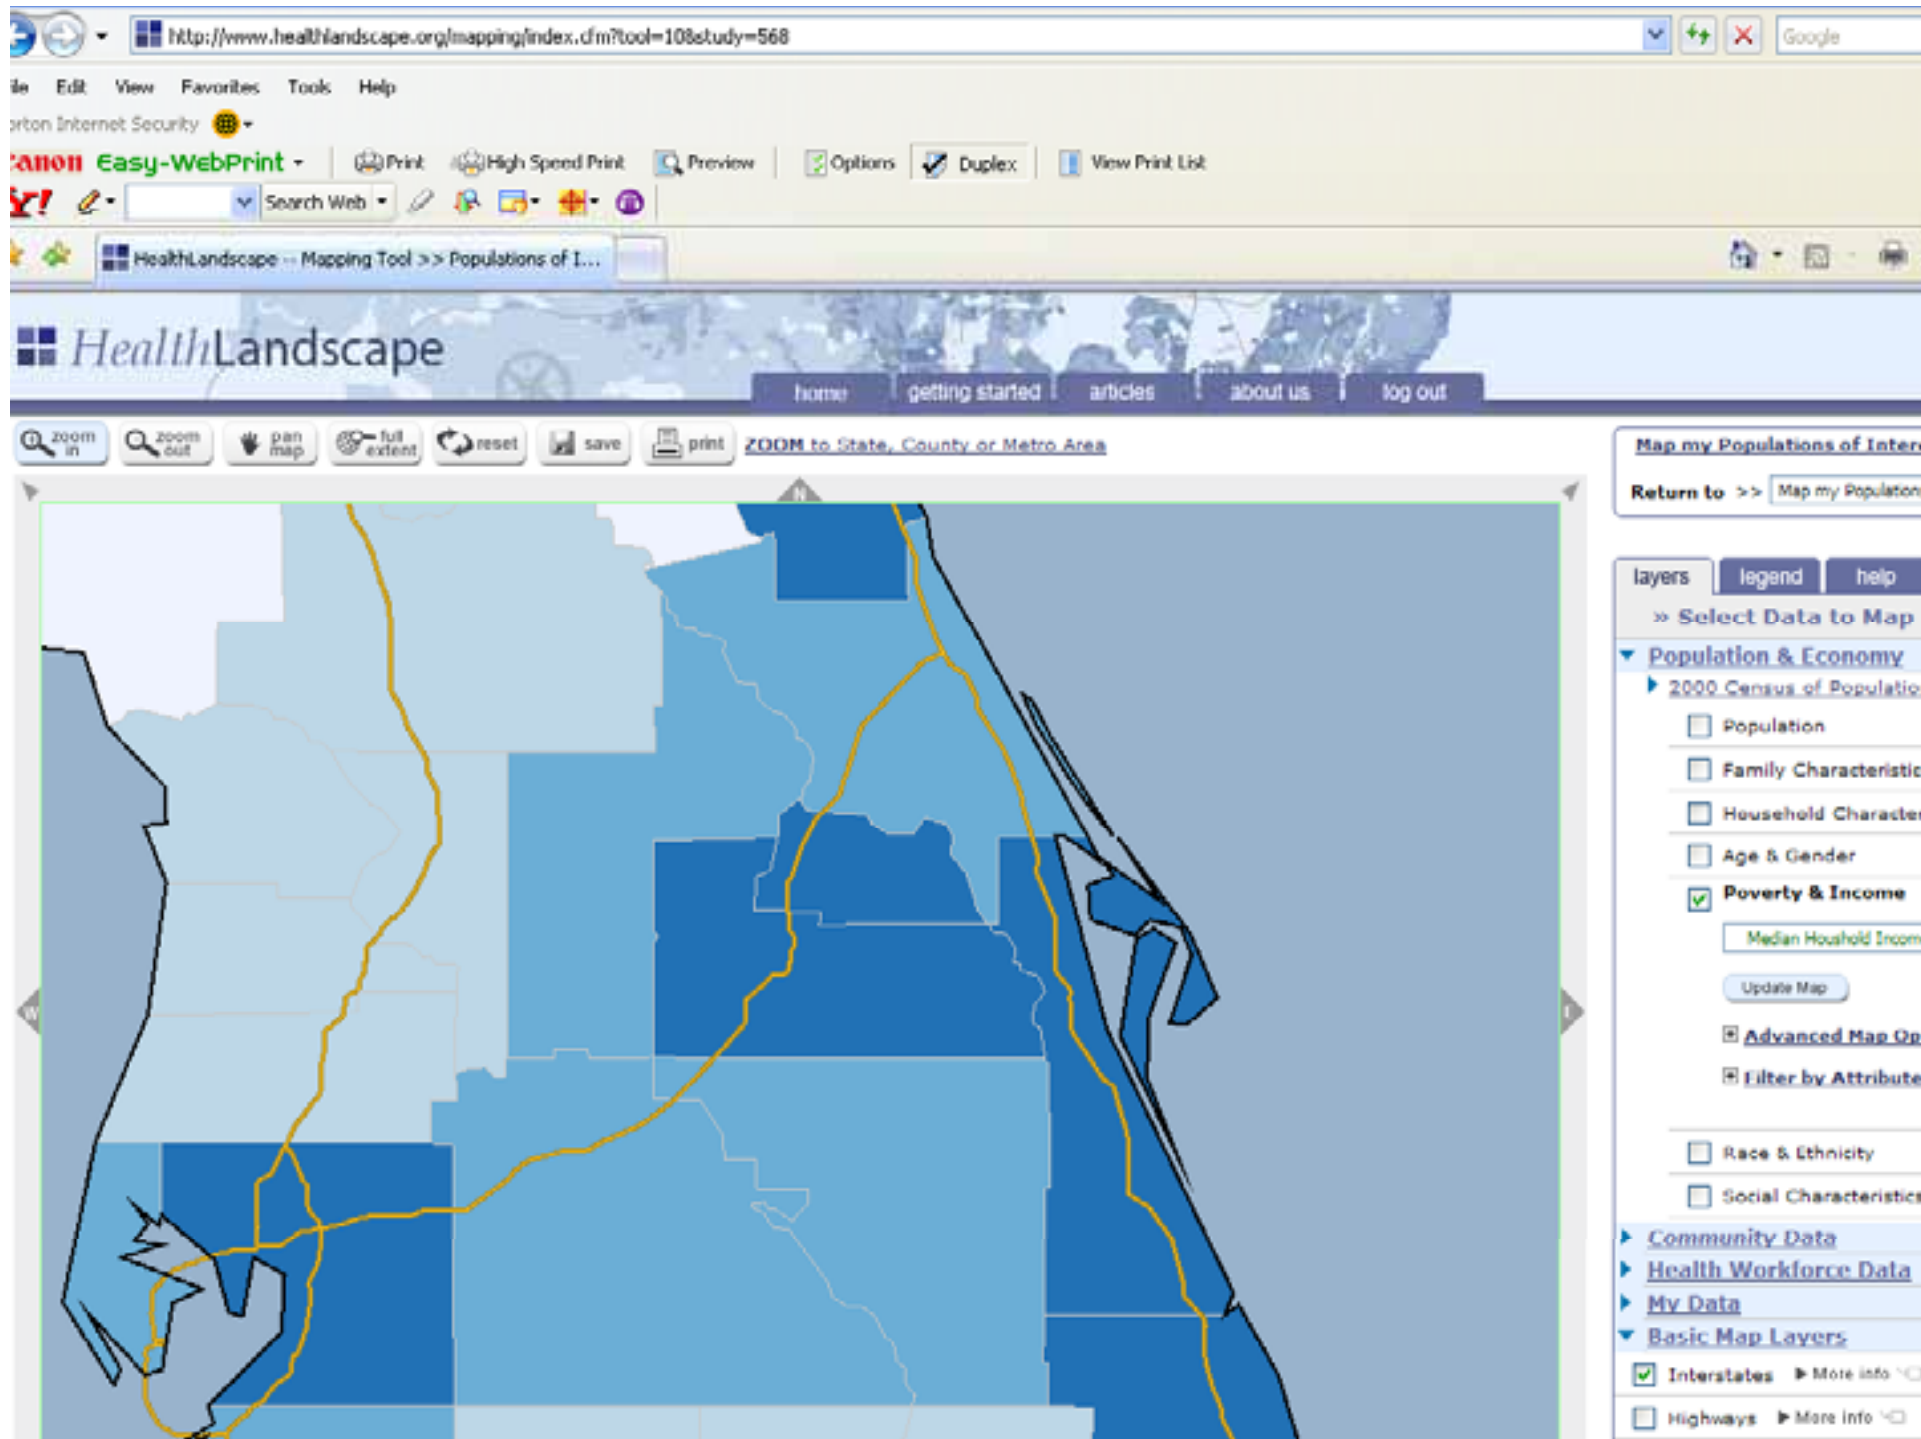 http://www.healthlandscape.org/mapping/index.cfm?tool=10&study=568
Google
Edit View Favorites Tools Help
orton Internet Security
Canon Easy-WebPrint Print High Speed Print Preview Options Duplex View Print List
Y! Search Web
HealthLandscape -- Mapping Tool >> Populations of I...
HealthLandscape
home getting started articles about us log out
zoom in zoom out pan map full extent reset save print ZOOM to State, County or Metro Area
Map my Populations of Inter
Return to >> Map my Population
N
W
layers legend help
» Select Data to Map
Population & Economy
2000 Census of Populatio
Population
Family Characteristic
Household Character
Age & Gender
Poverty & Income
Median Houshold Incom
Update Map
Advanced Map Op
Filter by Attribute
Race & Ethnicity
Social Characteristics
Community Data
Health Workforce Data
My Data
Basic Map Layers
Interstates More info
Highways More info